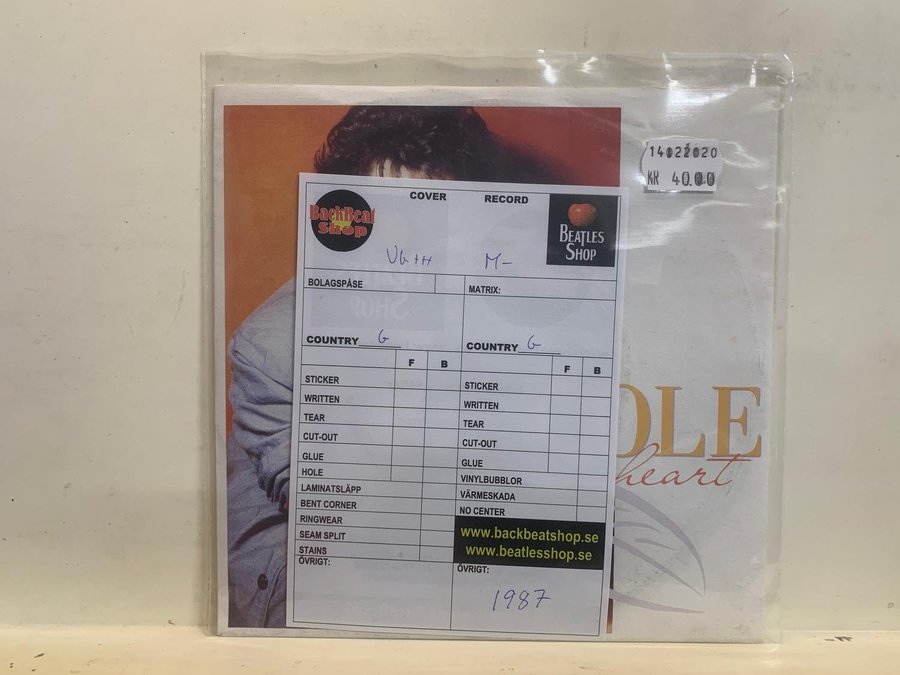 14022020
KR 40.00
COVER RECORD
BackBeat
Shop
BEATLES
SHOP
VG+++ M-
BOLAGSPÅSE MATRIX:
COUNTRY G COUNTRY G
F B F B
STICKER STICKER
WRITTEN WRITTEN
TEAR TEAR
CUT-OUT CUT-OUT
GLUE GLUE
HOLE VINYLBUBBLOR
LAMINATSLÄPP VÄRMESKADA
BENT CORNER NO CENTER
RINGWEAR
SEAM SPLIT
STAINS
www.backbeatshop.se
www.beatlesshop.se
ÖVRIGT: ÖVRIGT:
1987
OLE
heart